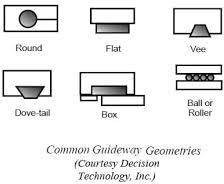 Round
Flat
Vee
Dove-tail
Box
Ball or
Roller
Common Guideway Geometries
(Courtesy Decision
Technology, Inc.)